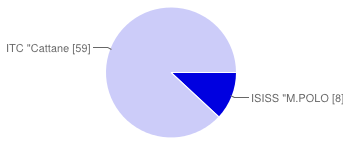 ITC "Cattane [59]
ISISS "M.POLO [8]